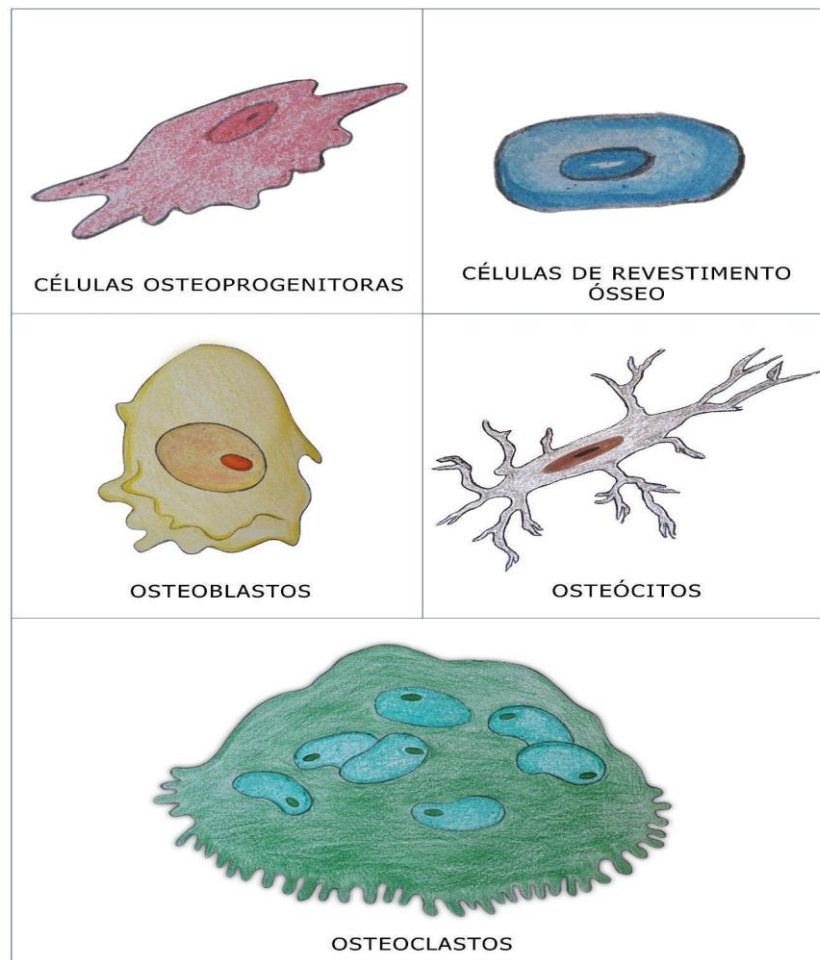 CÉLULAS OSTEOPROGENITORAS
CÉLULAS DE REVESTIMENTO
ÓSSEO
OSTEOBLASTOS
OSTEÓCITOS
OSTEOCLASTOS